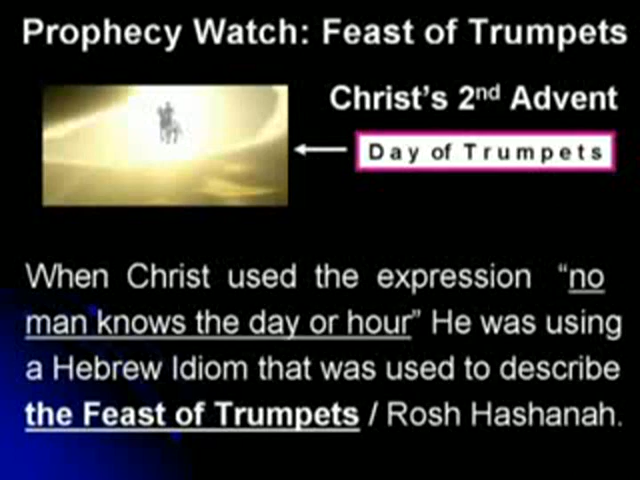 Prophecy Watch: Feast of Trumpets
Christ's 2nd Advent
Day of Trumpets
When Christ used the expression "no
man knows the day or hour" He was using
a Hebrew Idiom that was used to describe
the Feast of Trumpets / Rosh Hashanah.